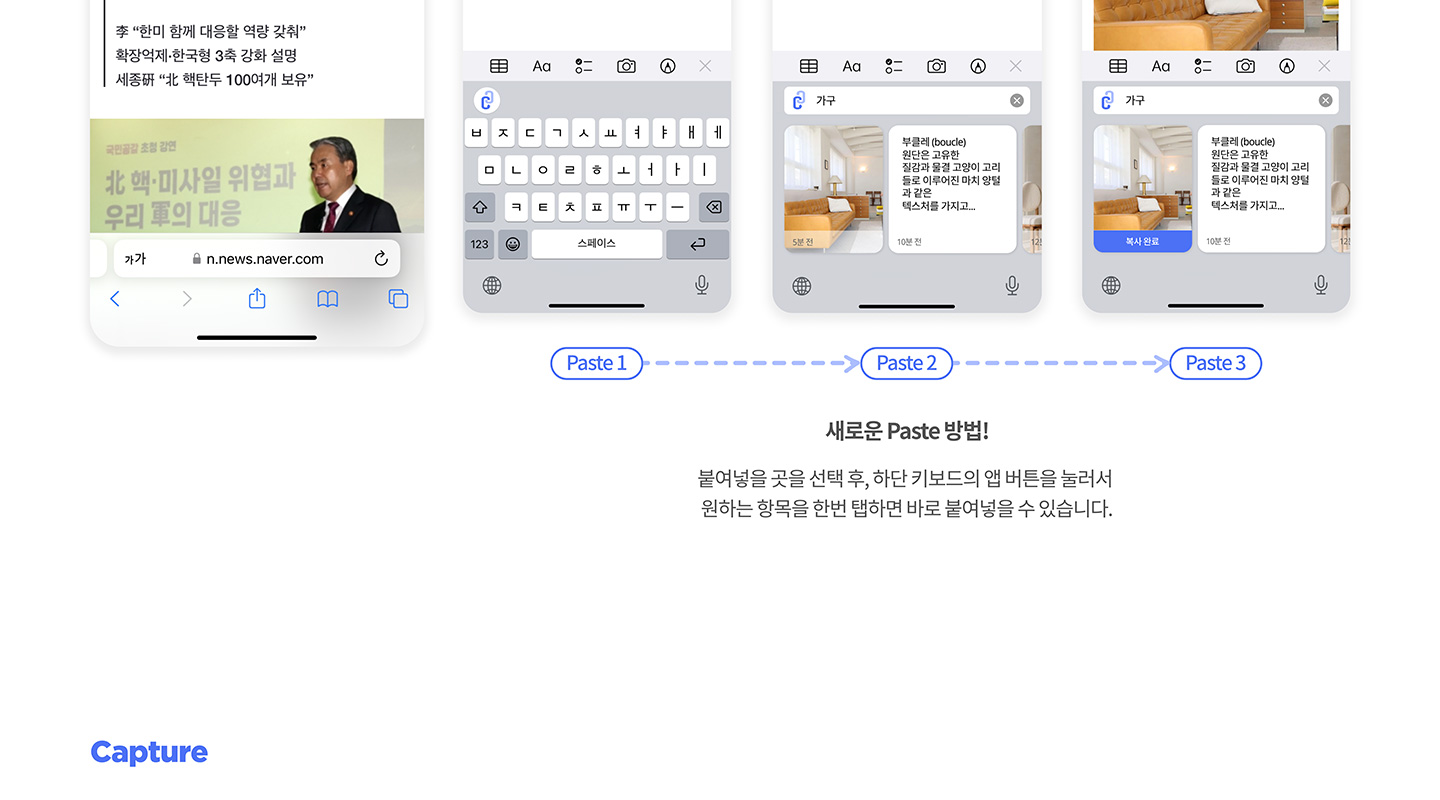 李 “한미 함께 대응할 역량 갖춰”
확장억제·한국형 3축 강화 설명
세종硏 “北 핵탄두 100여개 보유”
국민공감 초청 강연
北 핵·미사일 위협과
우리 軍의 대응
가가
n.news.naver.com
Aa
ㅂ ㅈ ㄷ ㄱ ㅅ ㅛ ㅕ ㅑ ㅐ ㅔ
ㅁ ㄴ ㅇ ㄹ ㅎ ㅗ ㅓ ㅏ ㅣ
ㅋ ㅌ ㅊ ㅍ ㅠ ㅜ ㅡ
123
스페이스
Aa
가구
부클레 (boucle)
원단은 고유한
질감과 물결 고양이 고리
들로 이루어진 마치 양털
과 같은
텍스처를 가지고...
5분 전
10분 전
12
Aa
가구
부클레 (boucle)
원단은 고유한
질감과 물결 고양이 고리
들로 이루어진 마치 양털
과 같은
텍스처를 가지고...
복사 완료
10분 전
12
Paste 1
Paste 2
Paste 3
새로운 Paste 방법!
붙여넣을 곳을 선택 후, 하단 키보드의 앱 버튼을 눌러서
원하는 항목을 한번 탭하면 바로 붙여넣을 수 있습니다.
Capture